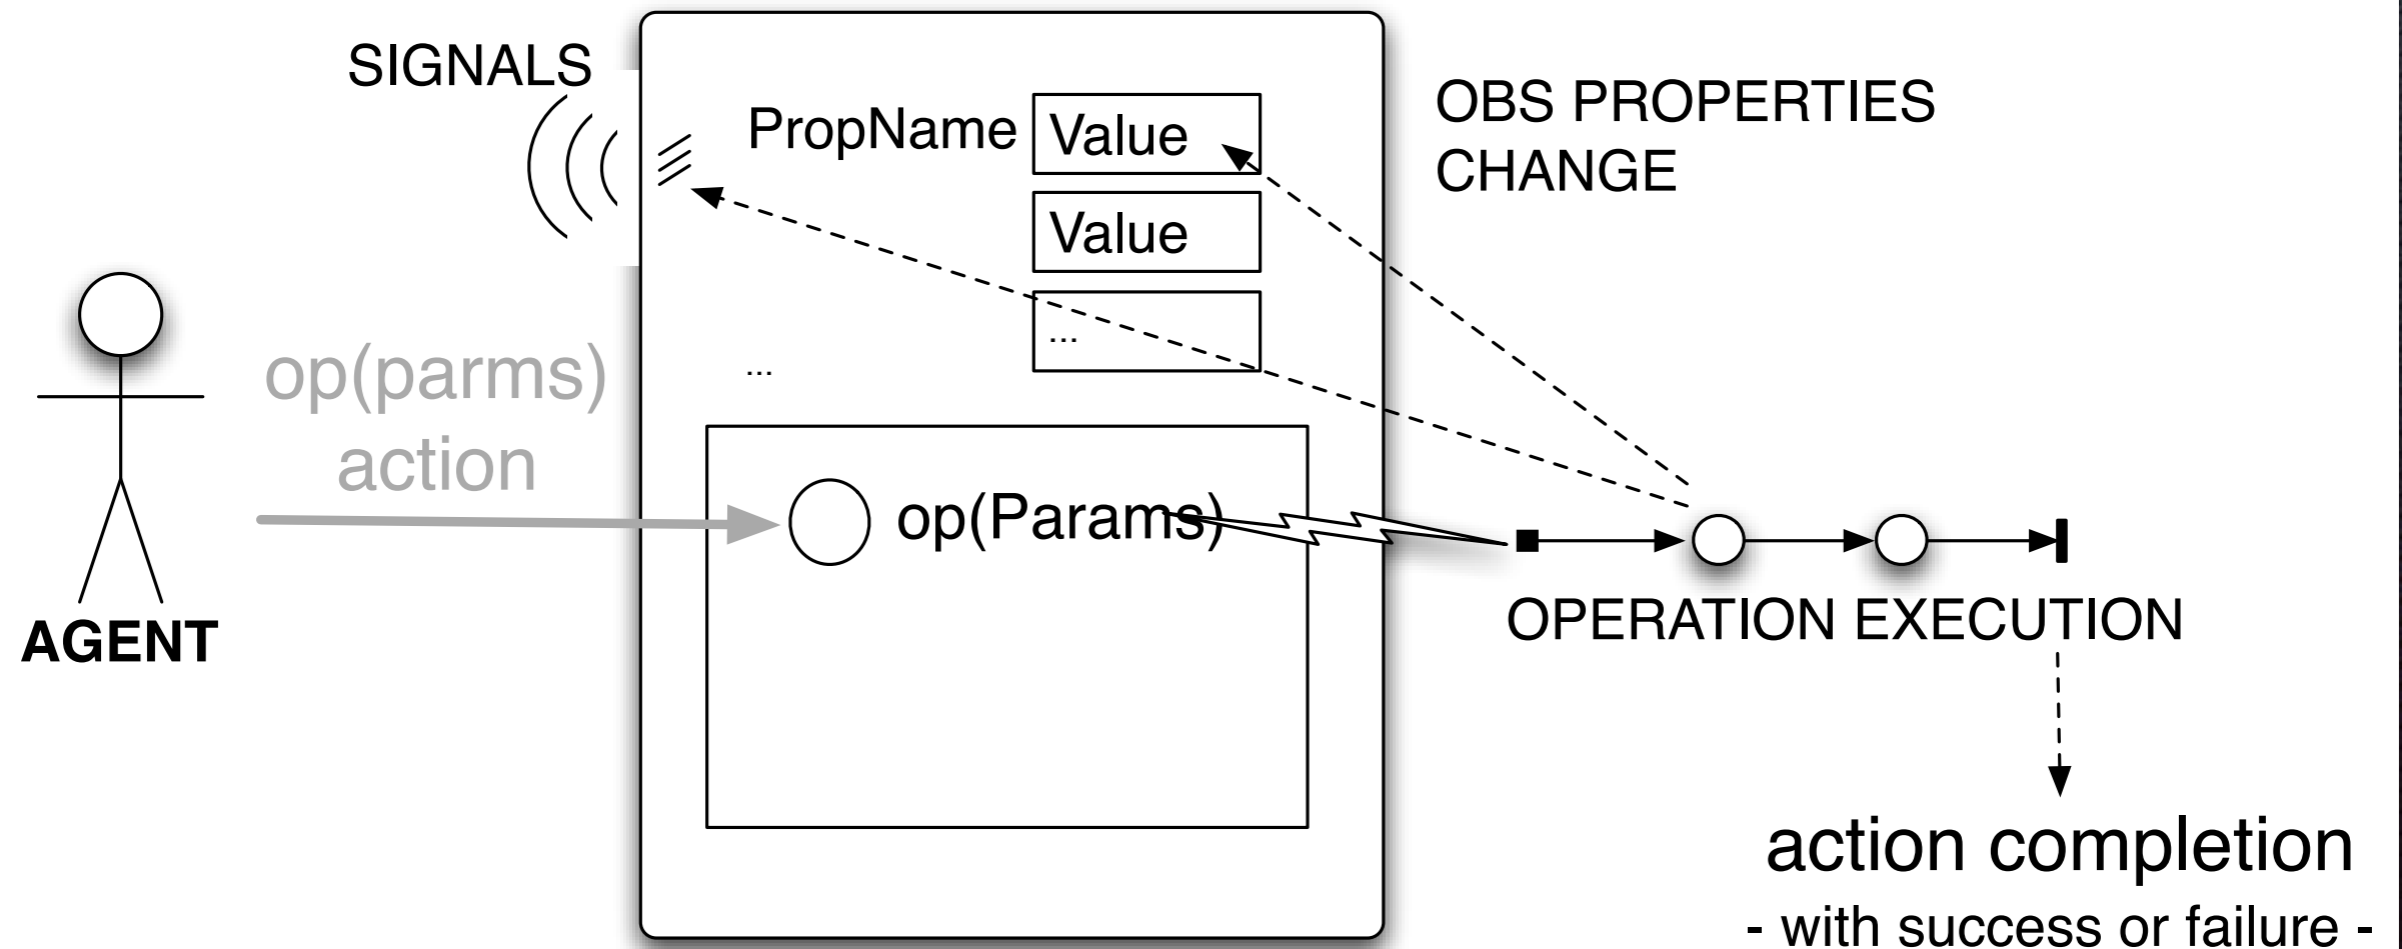 SIGNALS
PropName Value
OBS PROPERTIES
CHANGE
Value
...
...
op(parms)
action
op(Params)
AGENT
OPERATION EXECUTION
action completion
- with success or failure -